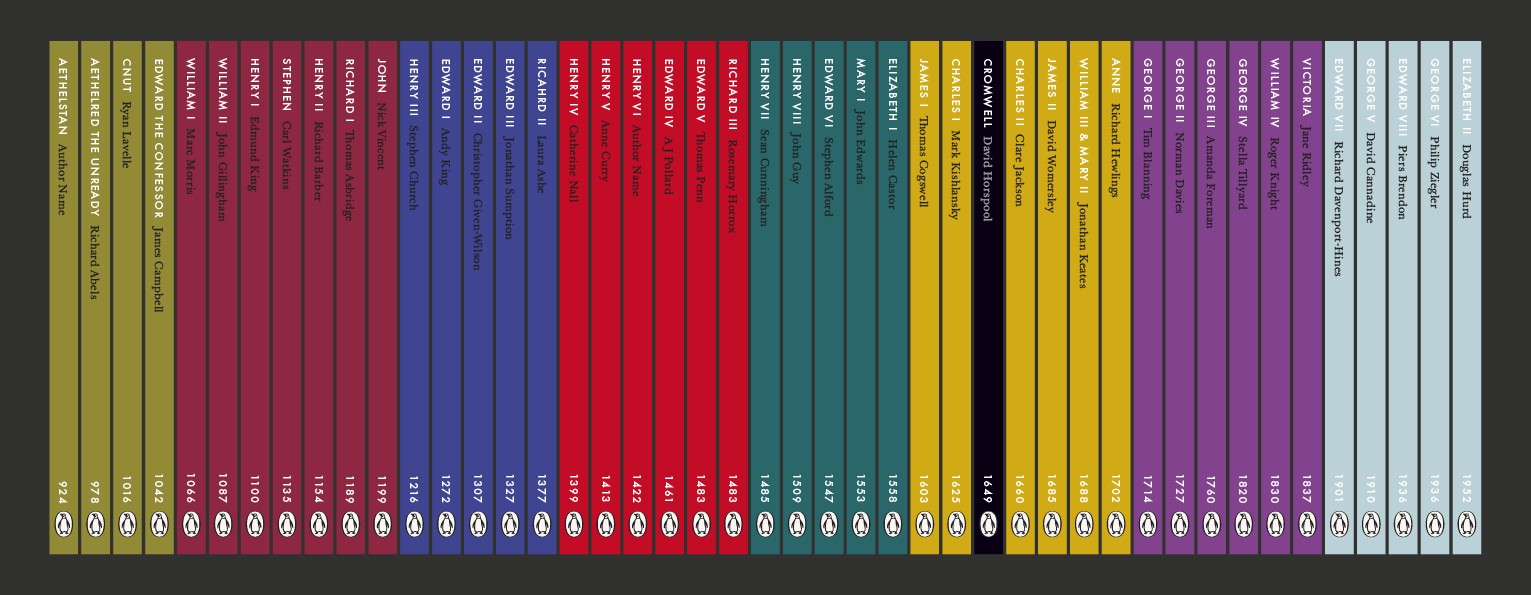 AETHELSTAN Author Name 924
AETHELRED THE UNREADY Richard Abels 978
CNUT Ryan Lavelle 1016
EDWARD THE CONFESSOR James Campbell 1042
WILLIAM I Marc Morris 1066
WILLIAM II John Gillingham 1087
HENRY I Edmund King 1100
STEPHEN Carl Watkins 1135
HENRY II Richard Barber 1154
RICHARD I Thomas Asbridge 1189
JOHN Nick Vincent 1199
HENRY III Stephen Church 1216
EDWARD I Andy King 1272
EDWARD II Christopher Given-Wilson 1307
EDWARD III Jonathan Sumption 1327
RICAHRD II Laura Ashe 1377
HENRY IV Catherine Nall 1399
HENRY V Anne Curry 1413
HENRY VI Author Name 1422
EDWARD IV A J Pollard 1461
EDWARD V Thomas Penn 1483
RICHARD III Rosemary Horrox 1483
HENRY VII Sean Cunningham 1485
HENRY VIII John Guy 1509
EDWARD VI Stephen Alford 1547
MARY I John Edwards 1553
ELIZABETH I Helen Castor 1558
JAMES I Thomas Cogswell 1603
CHARLES I Mark Kishlansky 1625
CROMWELL David Horspool 1649
CHARLES II Clare Jackson 1660
JAMES II David Womersley 1685
WILLIAM III & MARY II Jonathan Keates 1688
ANNE Richard Hewlings 1702
GEORGE I Tim Blanning 1714
GEORGE II Norman Davies 1727
GEORGE III Amanda Foreman 1760
GEORGE IV Stella Tillyard 1820
WILLIAM IV Roger Knight 1830
VICTORIA Jane Ridley 1837
EDWARD VII Richard Davenport-Hines 1901
GEORGE V David Cannadine 1910
EDWARD VIII Piers Brendon 1936
GEORGE VI Philip Ziegler 1936
ELIZABETH II Douglas Hurd 1952